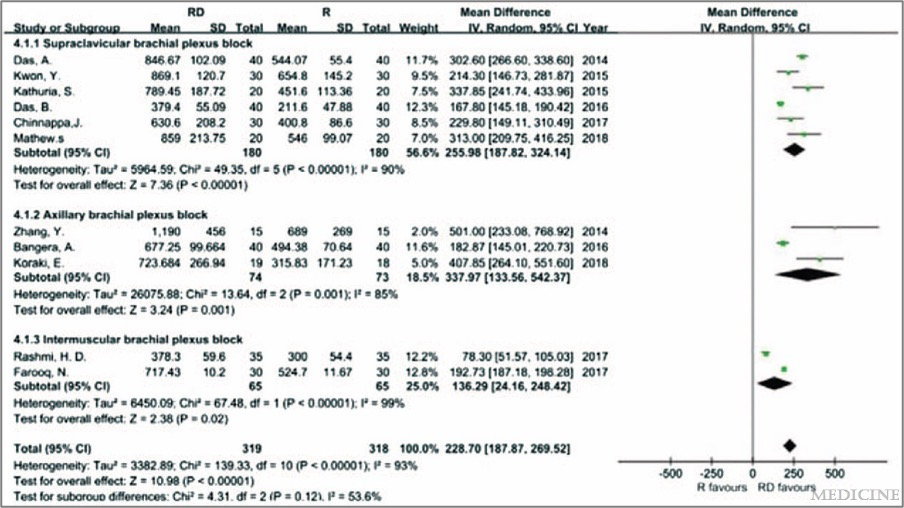 RD R Mean Difference Mean Difference
Study or Subgroup Mean SD Total Mean SD Total Weight IV, Random, 95% CI Year IV, Random, 95% CI
4.1.1 Supraclavicular brachial plexus block
Das, A. 846.67 102.09 40 544.07 55.4 40 11.7% 302.60 [266.60, 338.60] 2014
Kwon, Y. 869.1 120.7 30 654.8 145.2 30 9.5% 214.30 [146.73, 281.87] 2015
Kathuria, S. 789.45 187.72 20 451.6 113.36 20 7.5% 337.85 [241.74, 433.96] 2015
Das, B. 379.4 55.09 40 211.6 47.88 40 12.3% 167.80 [145.18, 190.42] 2016
Chinnappa,J. 630.6 208.2 30 400.8 86.6 30 8.5% 229.80 [149.11, 310.49] 2017
Mathew.s 859 213.75 20 546 99.07 20 7.0% 313.00 [209.75, 416.25] 2018
Subtotal (95% CI) 180 180 56.6% 255.98 [187.82, 324.14]
Heterogeneity: Tau² = 5964.59; Chi² = 49.35, df = 5 (P < 0.00001); I² = 90%
Test for overall effect: Z = 7.36 (P < 0.00001)
4.1.2 Axillary brachial plexus block
Zhang, Y. 1,190 456 15 689 269 15 2.0% 501.00 [233.08, 768.92] 2014
Bangera, A. 677.25 99.664 40 494.38 70.64 40 11.6% 182.87 [145.01, 220.73] 2016
Koraki, E. 723.684 266.94 19 315.83 171.23 18 5.0% 407.85 [264.10, 551.60] 2018
Subtotal (95% CI) 74 73 18.5% 337.97 [133.56, 542.37]
Heterogeneity: Tau² = 26075.88; Chi² = 13.64, df = 2 (P = 0.001); I² = 85%
Test for overall effect: Z = 3.24 (P = 0.001)
4.1.3 Intermuscular brachial plexus block
Rashmi, H. D. 378.3 59.6 35 300 54.4 35 12.2% 78.30 [51.57, 105.03] 2017
Farooq, N. 717.43 10.2 30 524.7 11.67 30 12.8% 192.73 [187.18, 198.28] 2017
Subtotal (95% CI) 65 65 25.0% 136.29 [24.16, 248.42]
Heterogeneity: Tau² = 6450.09; Chi² = 67.48, df = 1 (P < 0.00001); I² = 99%
Test for overall effect: Z = 2.38 (P = 0.02)
Total (95% CI) 319 318 100.0% 228.70 [187.87, 269.52]
Heterogeneity: Tau² = 3382.89; Chi² = 139.33, df = 10 (P < 0.00001); I² = 93%
Test for overall effect: Z = 10.98 (P < 0.00001)
Test for subgroup differences: Chi² = 4.31, df = 2 (P = 0.12), I² = 53.6%
-500 -250 0 250 500
R favours RD favours
MEDICINE